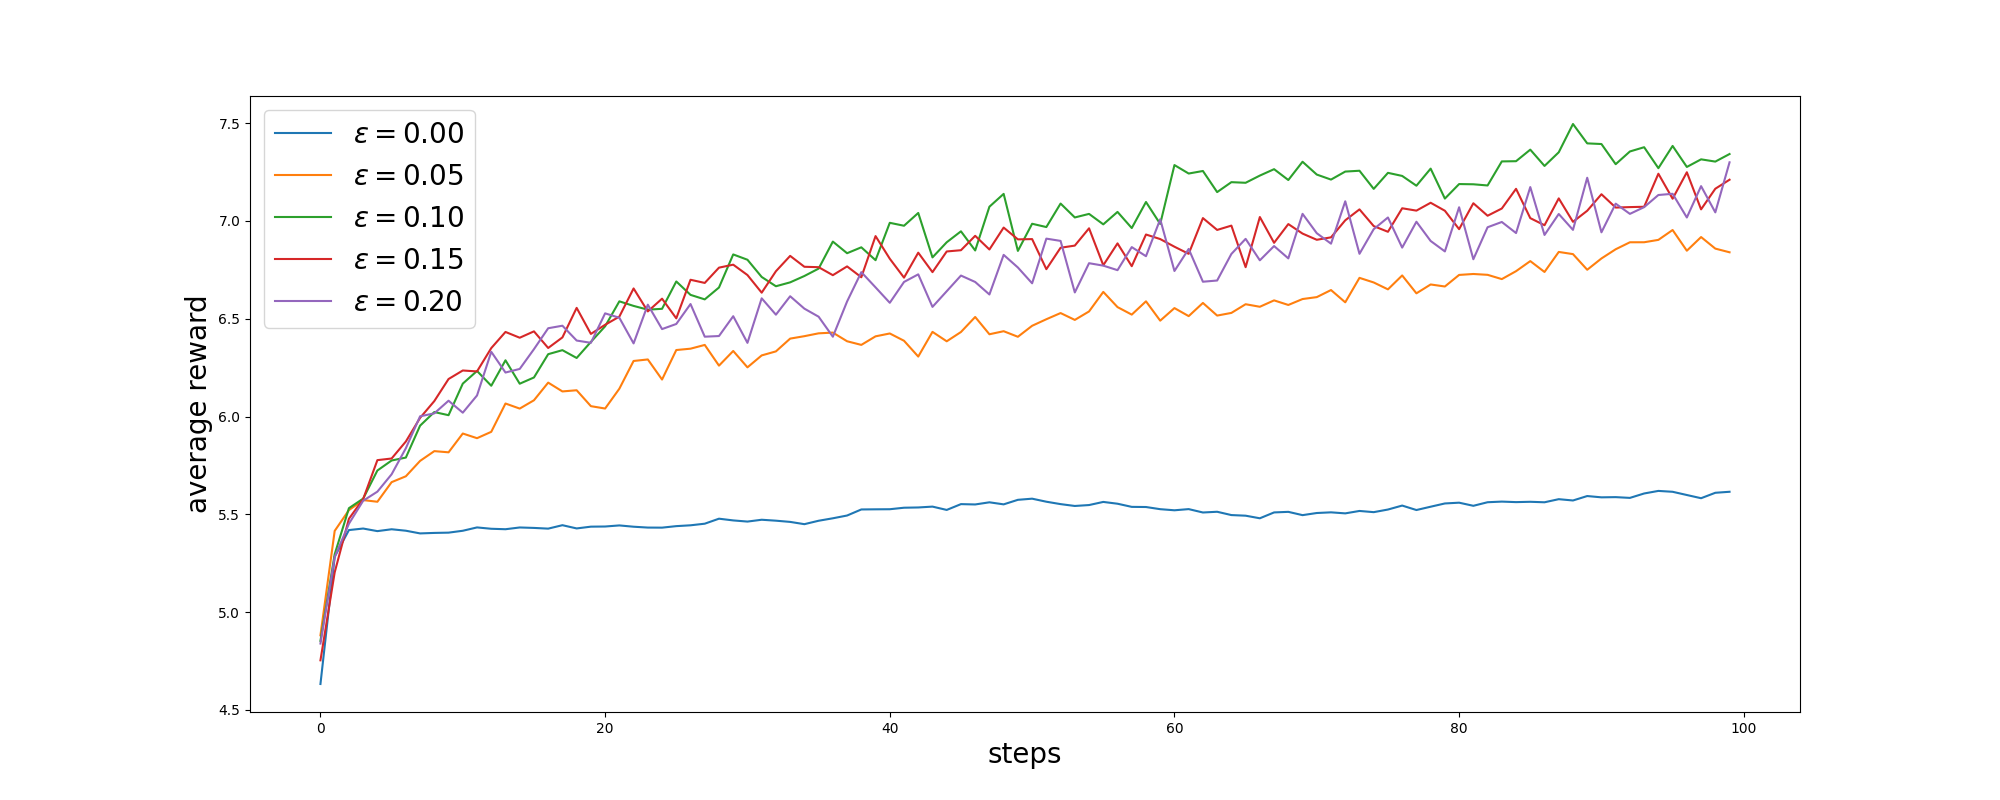 ε = 0.00
ε = 0.05
ε = 0.10
ε = 0.15
ε = 0.20
7.5
7.0
6.5
6.0
5.5
5.0
4.5
average reward
0 20 40 60 80 100
steps